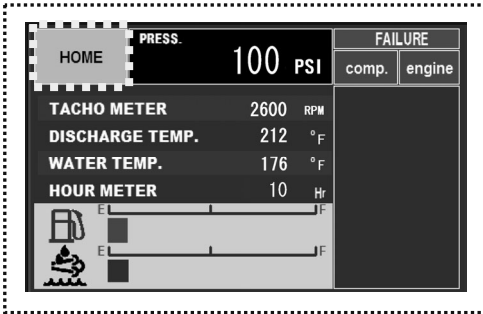 HOME
PRESS.
100 PSI
FAILURE
comp. engine
TACHO METER 2600 RPM
DISCHARGE TEMP. 212 °F
WATER TEMP. 176 °F
HOUR METER 10 Hr
E F
E F